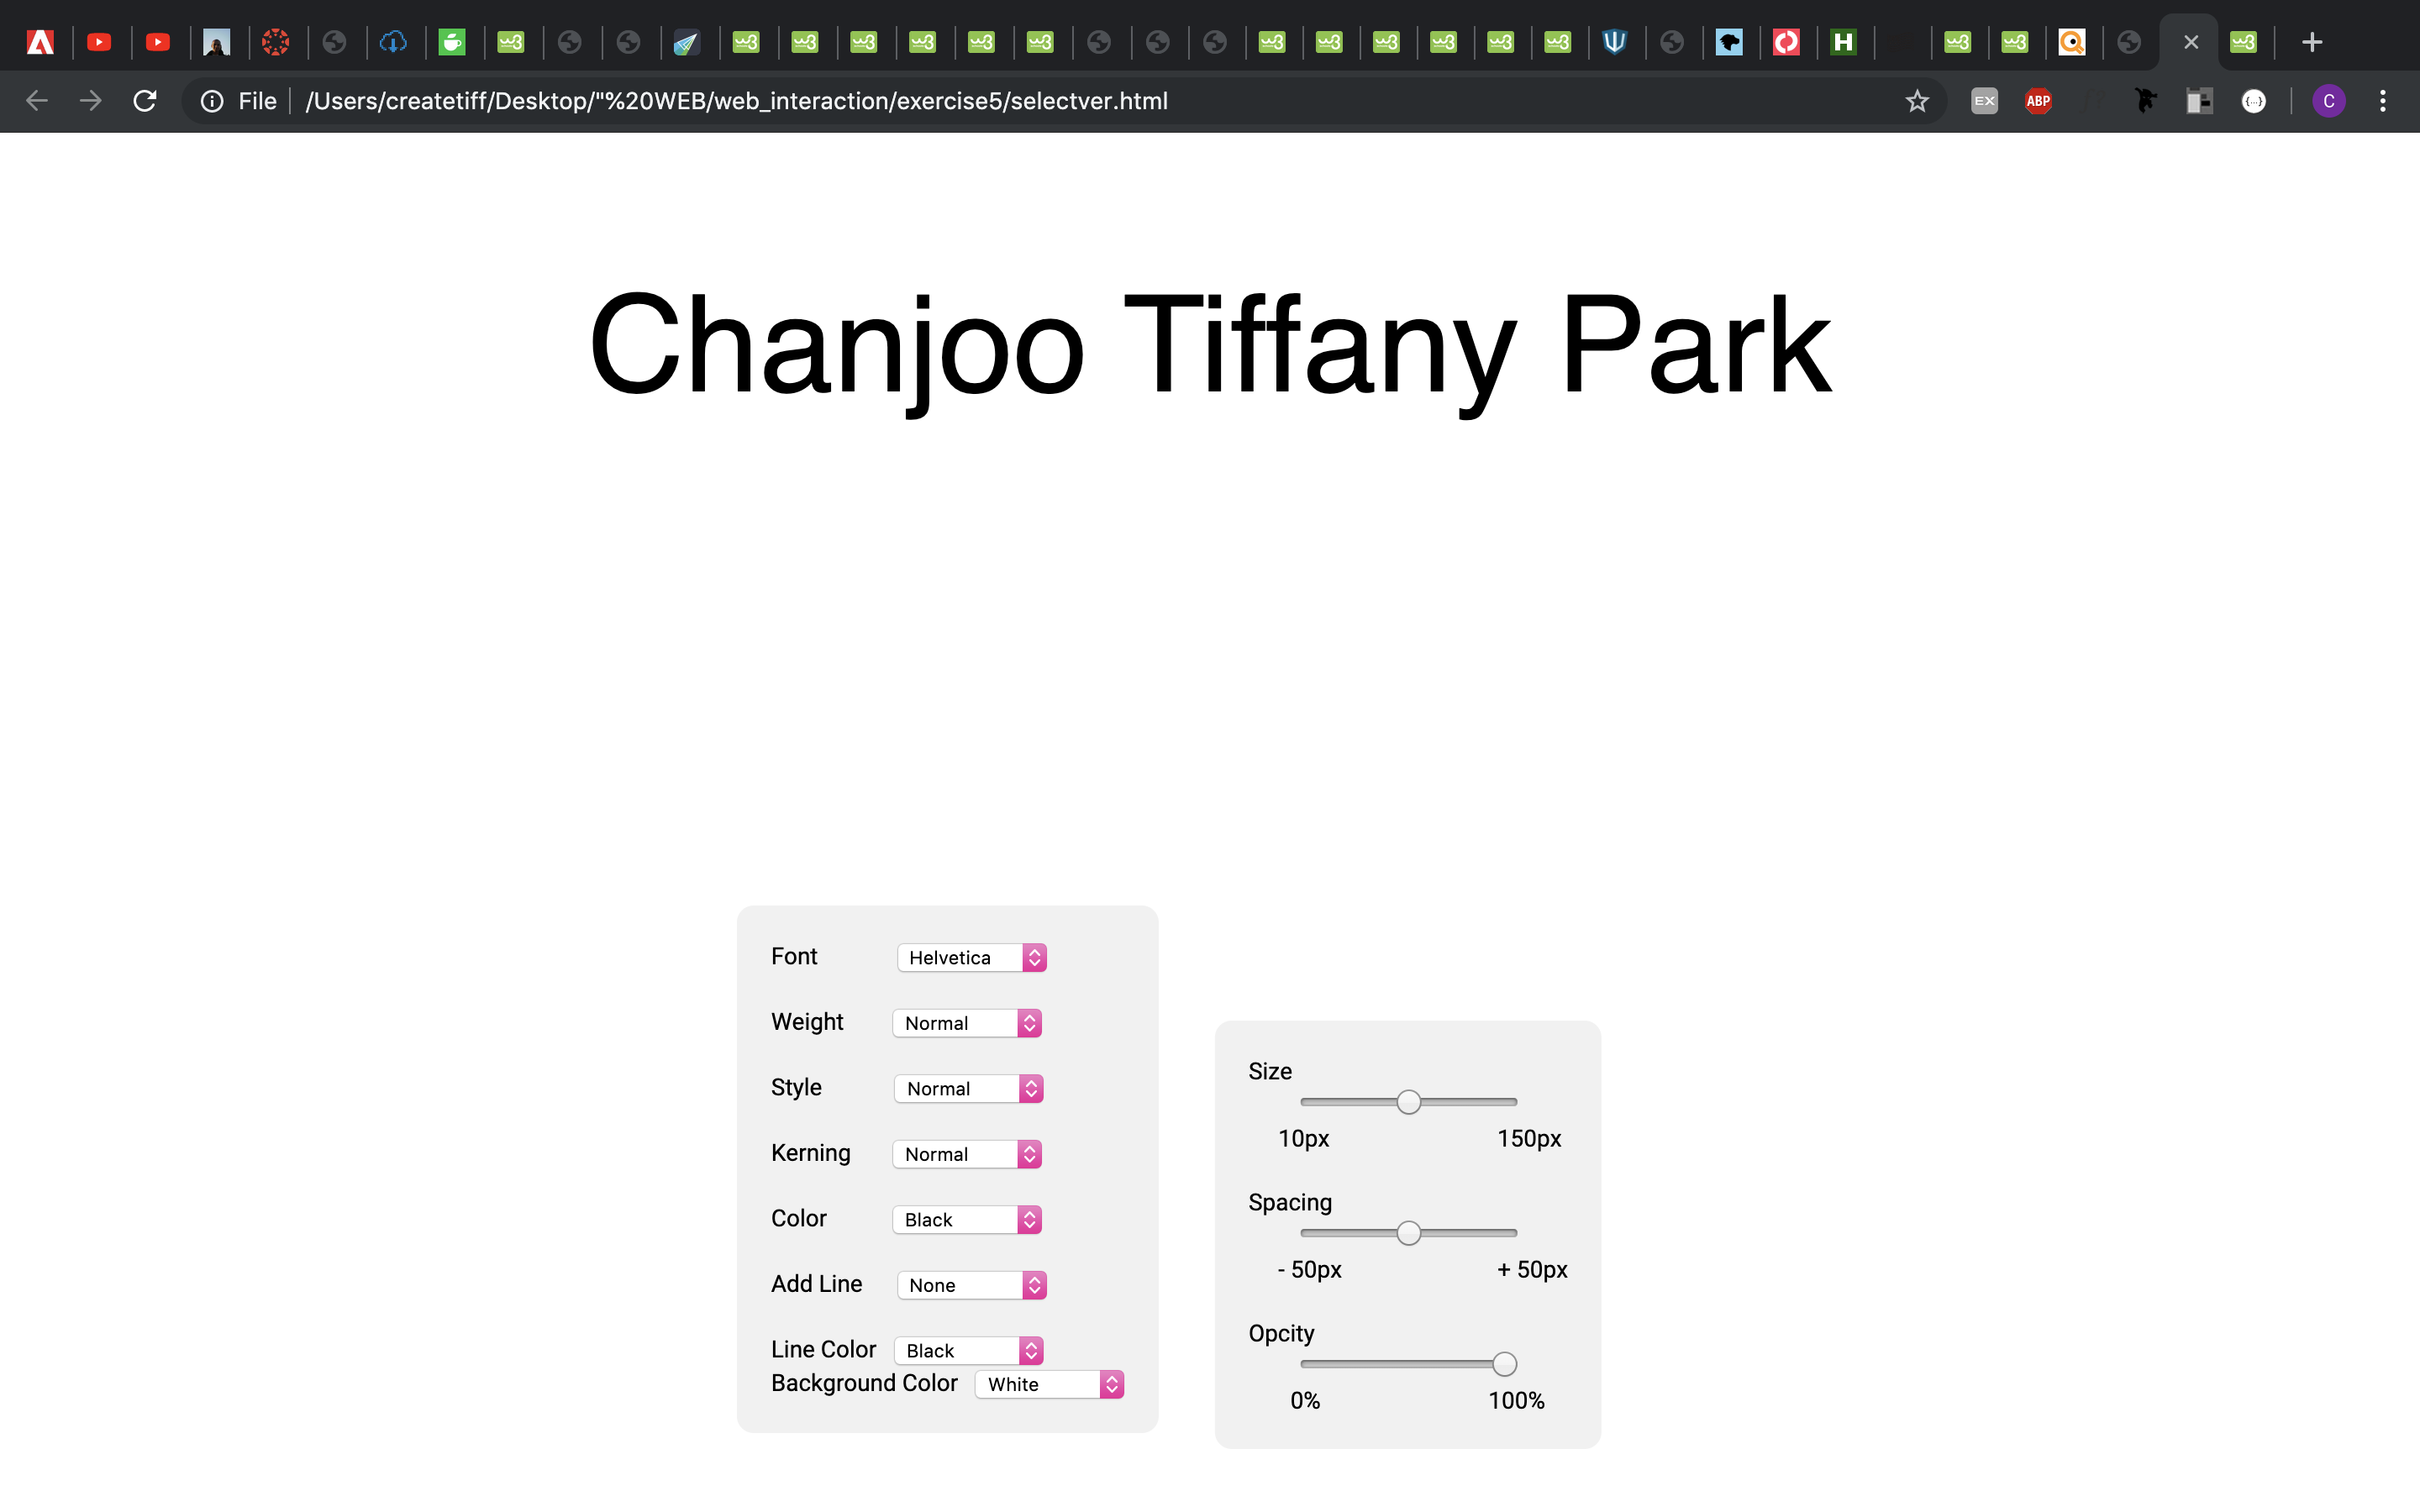 File /Users/createtiff/Desktop/"%20WEB/web_interaction/exercise5/selectver.html
EX
ABP
C
Chanjoo Tiffany Park
Font Helvetica
Weight Normal
Style Normal
Kerning Normal
Color Black
Add Line None
Line Color Black
Background Color White
Size
10px 150px
Spacing
- 50px + 50px
Opcity
0% 100%